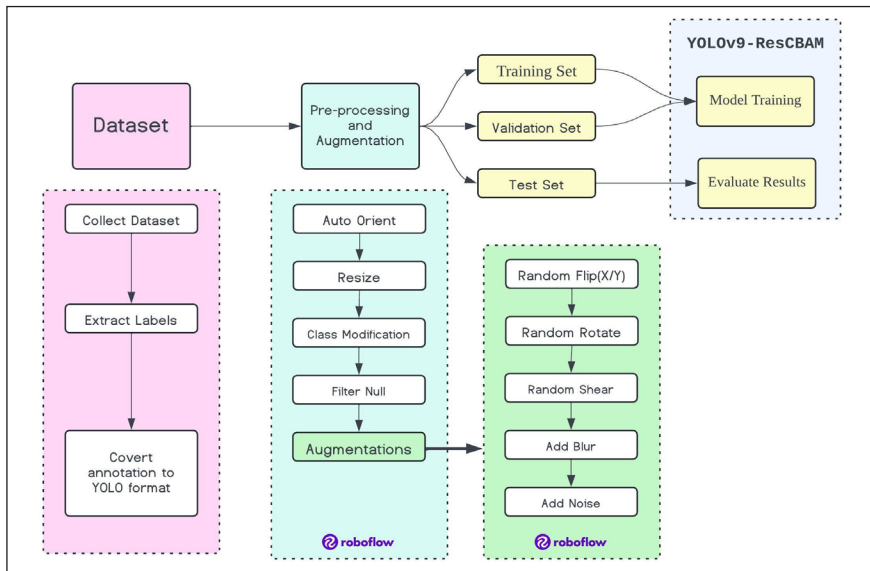 YOLOv9-ResCBAM
Dataset
Pre-processing
and
Augmentation
Training Set
Validation Set
Test Set
Model Training
Evaluate Results
Collect Dataset
Extract Labels
Covert
annotation to
YOLO format
Auto Orient
Resize
Class Modification
Filter Null
Augmentations
roboflow
Random Flip(X/Y)
Random Rotate
Random Shear
Add Blur
Add Noise
roboflow